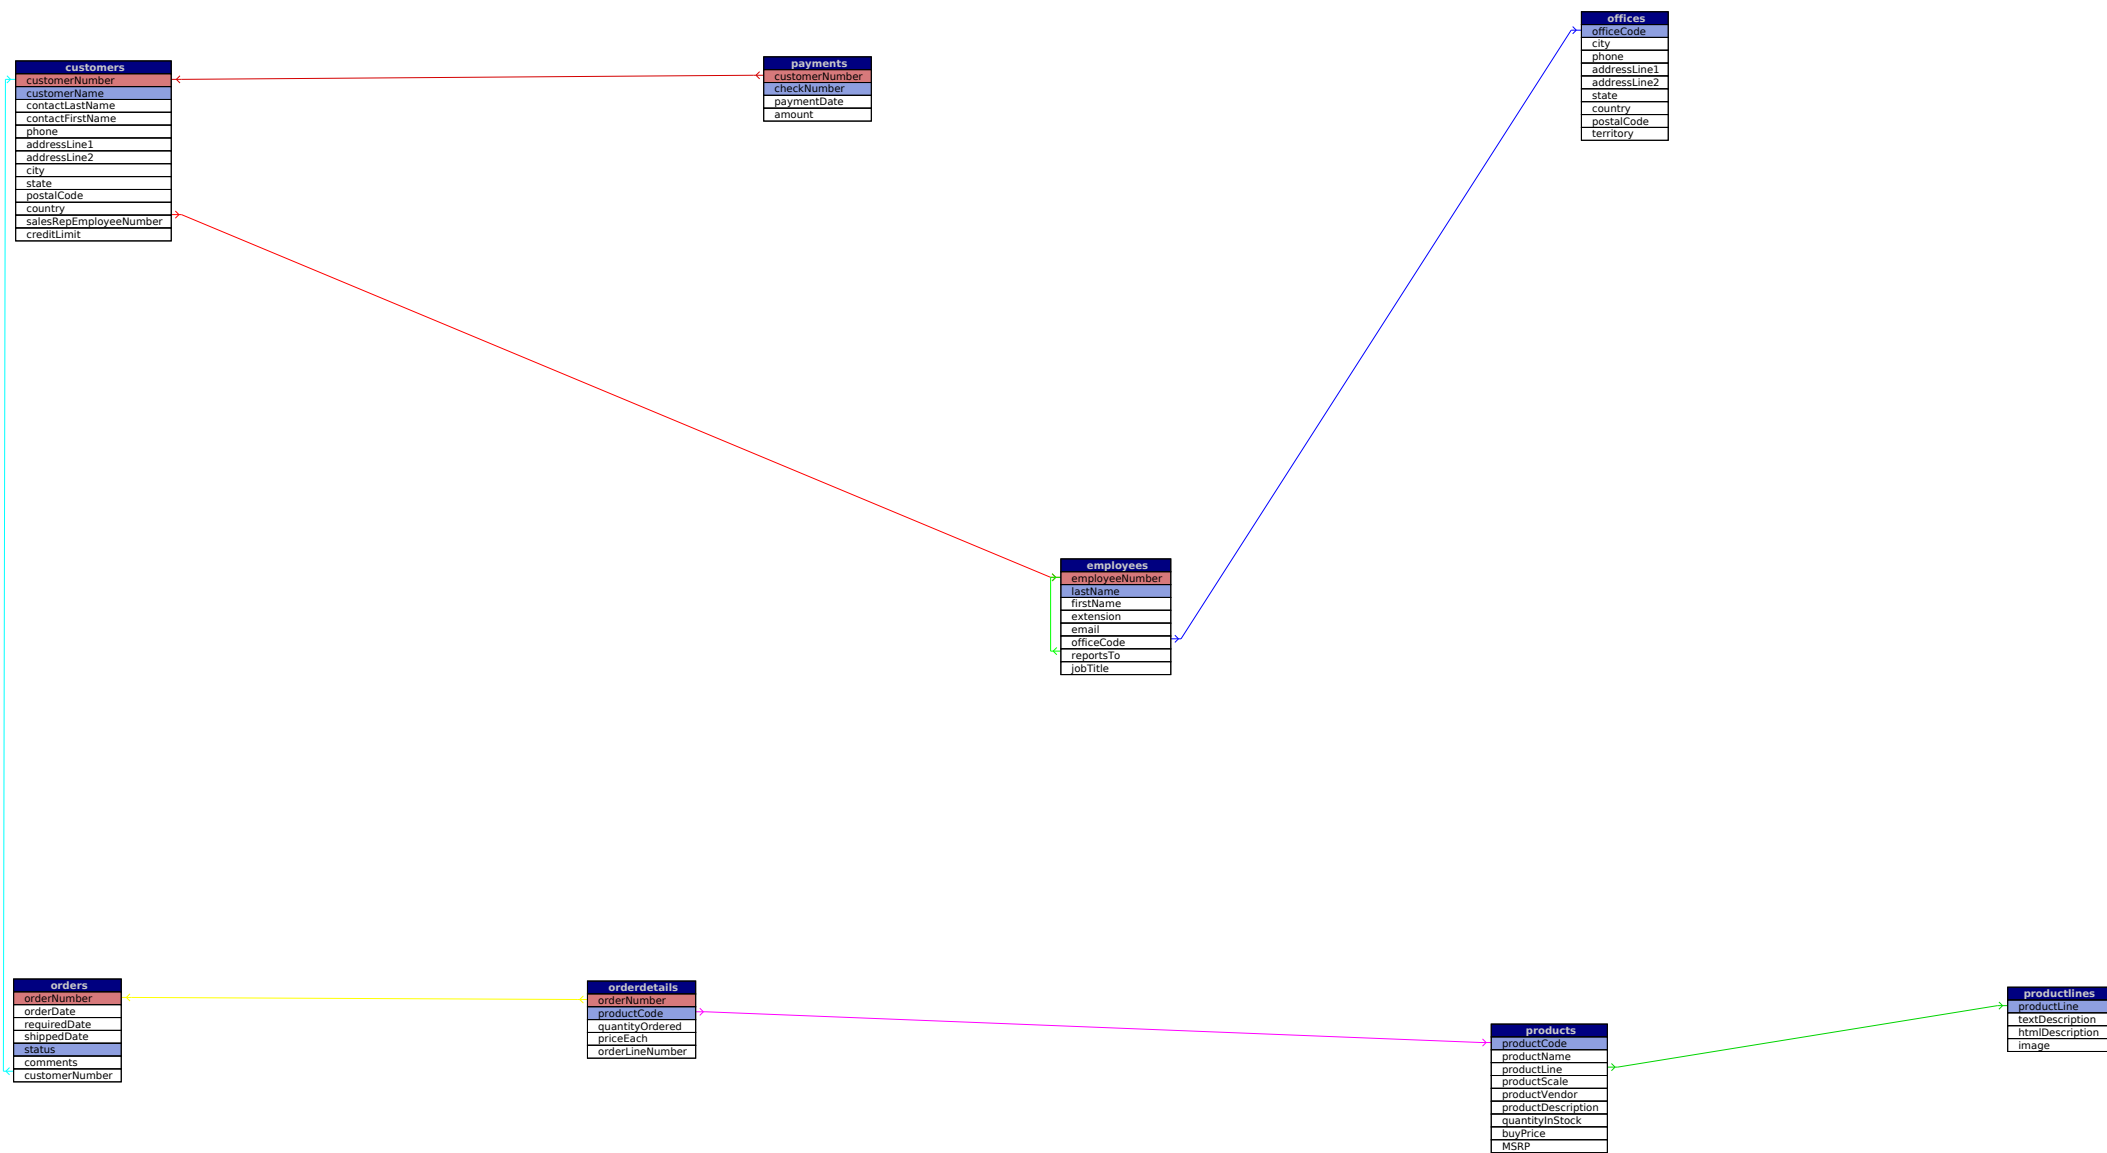 customers
customerNumber
customerName
contactLastName
contactFirstName
phone
addressLine1
addressLine2
city
state
postalCode
country
salesRepEmployeeNumber
creditLimit
payments
customerNumber
checkNumber
paymentDate
amount
offices
officeCode
city
phone
addressLine1
addressLine2
state
country
postalCode
territory
employees
employeeNumber
lastName
firstName
extension
email
officeCode
reportsTo
jobTitle
orders
orderNumber
orderDate
requiredDate
shippedDate
status
comments
customerNumber
orderdetails
orderNumber
productCode
quantityOrdered
priceEach
orderLineNumber
products
productCode
productName
productLine
productScale
productVendor
productDescription
quantityInStock
buyPrice
MSRP
productlines
productLine
textDescription
htmlDescription
image